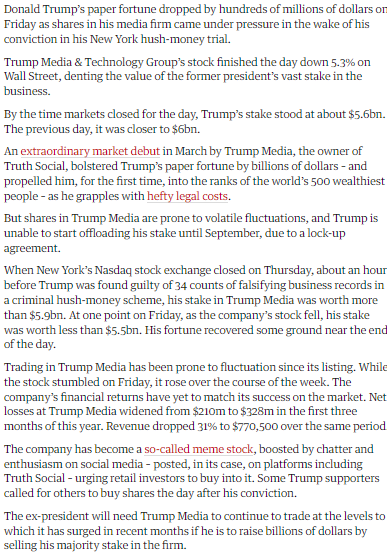 Donald Trump's paper fortune dropped by hundreds of millions of dollars on
Friday as shares in his media firm came under pressure in the wake of his
conviction in his New York hush-money trial.
Trump Media & Technology Group's stock finished the day down 5.3% on
Wall Street, denting the value of the former president's vast stake in the
business.
By the time markets closed for the day, Trump's stake stood at about $5.6bn.
The previous day, it was closer to $6bn.
An extraordinary market debut in March by Trump Media, the owner of
Truth Social, bolstered Trump's paper fortune by billions of dollars – and
propelled him, for the first time, into the ranks of the world's 500 wealthiest
people – as he grapples with hefty legal costs.
But shares in Trump Media are prone to volatile fluctuations, and Trump is
unable to start offloading his stake until September, due to a lock-up
agreement.
When New York's Nasdaq stock exchange closed on Thursday, about an hour
before Trump was found guilty of 34 counts of falsifying business records in
a criminal hush-money scheme, his stake in Trump Media was worth more
than $5.9bn. At one point on Friday, as the company's stock fell, his stake
was worth less than $5.5bn. His fortune recovered some ground near the end
of the day.
Trading in Trump Media has been prone to fluctuation since its listing. While
the stock stumbled on Friday, it rose over the course of the week. The
company's financial returns have yet to match its success on the market. Net
losses at Trump Media widened from $210m to $328m in the first three
months of this year. Revenue dropped 31% to $770,500 over the same period
The company has become a so-called meme stock, boosted by chatter and
enthusiasm on social media – posted, in its case, on platforms including
Truth Social – urging retail investors to buy into it. Some Trump supporters
called for others to buy shares the day after his conviction.
The ex-president will need Trump Media to continue to trade at the levels to
which it has surged in recent months if he is to raise billions of dollars by
selling his majority stake in the firm.